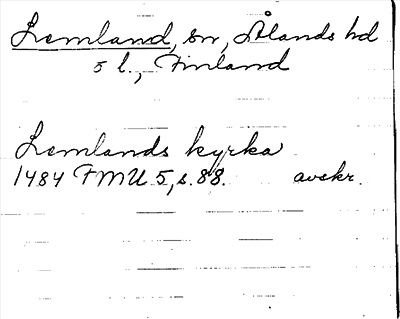 Lemland, sn, Ålands hd
5 l., Finland
Lemlands kyrka
1484 FMU 5, s. 88. avskr.